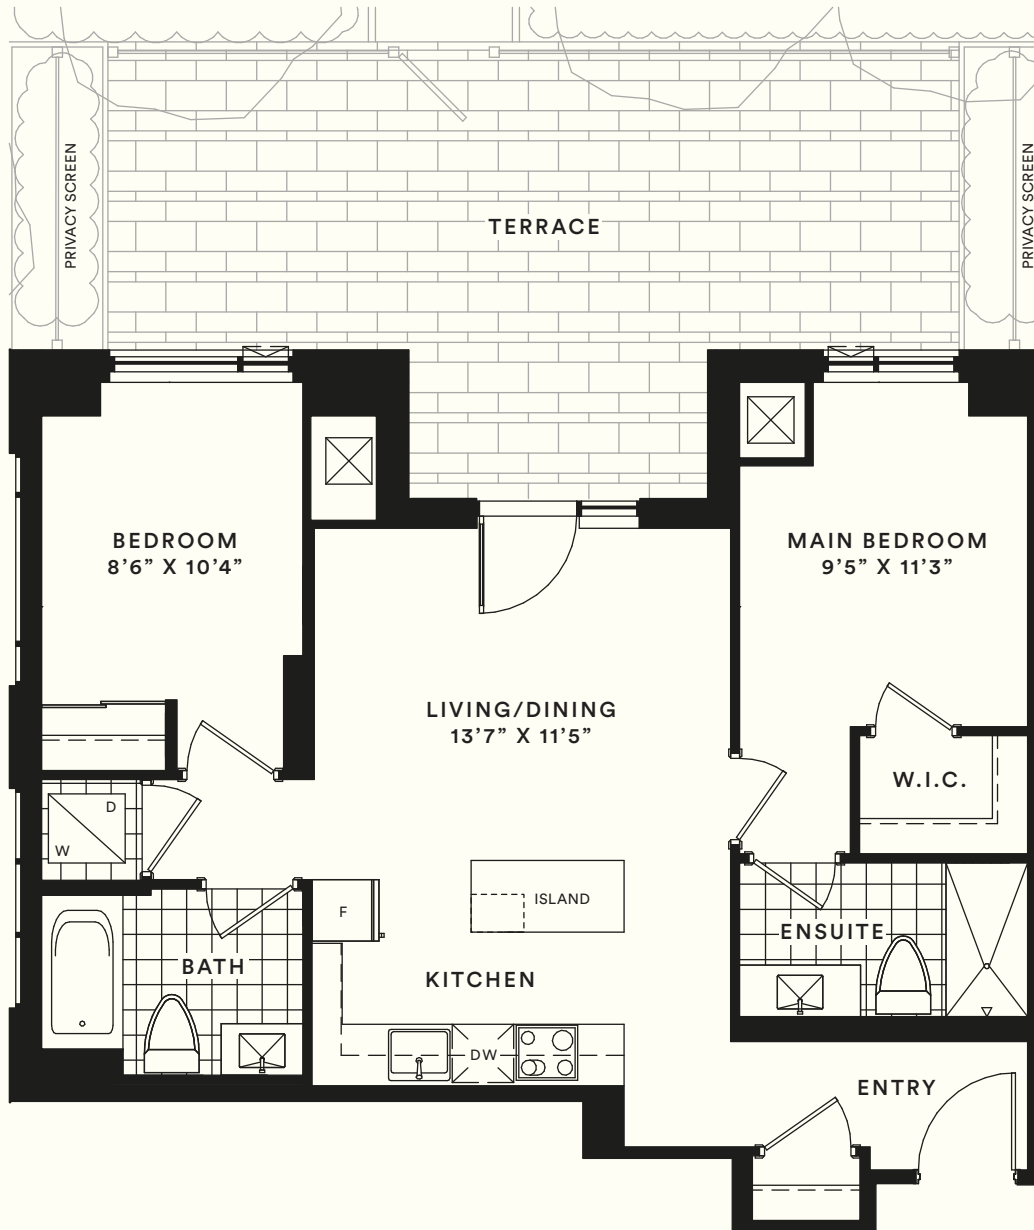 PRIVACY SCREEN
PRIVACY SCREEN
TERRACE
BEDROOM
8’6” X 10’4”
MAIN BEDROOM
9’5” X 11’3”
LIVING/DINING
13’7” X 11’5”
W.I.C.
D
W
F
ISLAND
ENSUITE
BATH
KITCHEN
DW
ENTRY